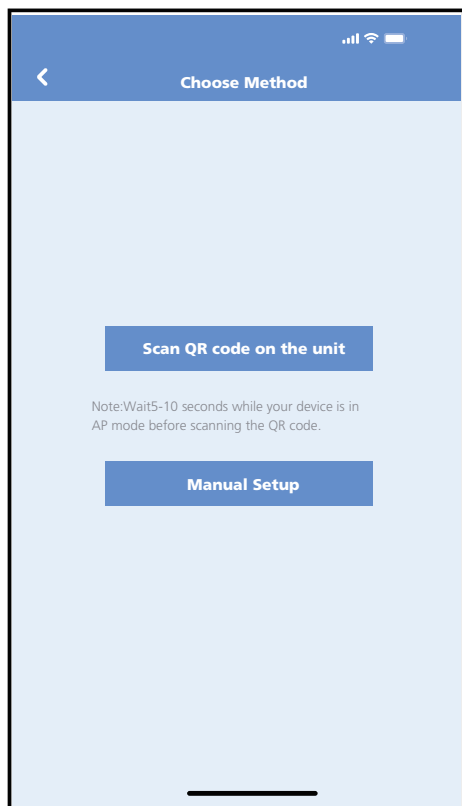 Choose Method
Scan QR code on the unit
Note:Wait5-10 seconds while your device is in
AP mode before scanning the QR code.
Manual Setup